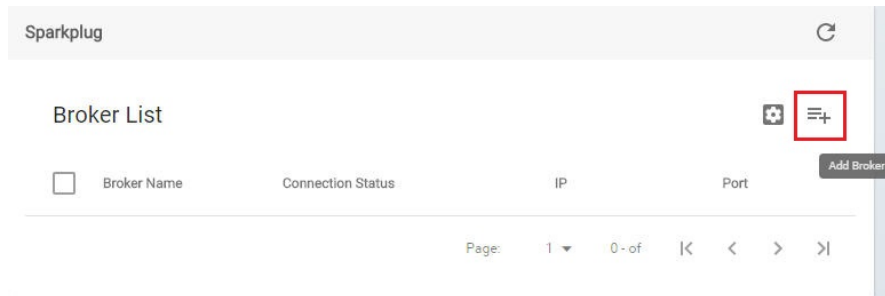 Sparkplug
Broker List
Add Broker
Broker Name Connection Status IP Port
Page: 1 0 - of